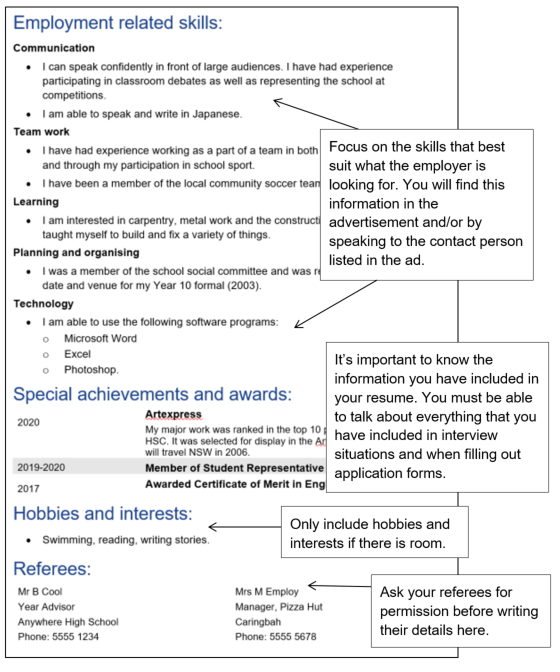 Employment related skills:
Communication
• I can speak confidently in front of large audiences. I have had experience
participating in classroom debates as well as representing the school at
competitions.
• I am able to speak and write in Japanese.
Team work
• I have had experience working as a part of a team in both
and through my participation in school sport.
• I have been a member of the local community soccer team
Learning
• I am interested in carpentry, metal work and the constructi
taught myself to build and fix a variety of things.
Planning and organising
• I was a member of the school social committee and was re
date and venue for my Year 10 formal (2003).
Technology
• I am able to use the following software programs:
o Microsoft Word
o Excel
o Photoshop.
Focus on the skills that best
suit what the employer is
looking for. You will find this
information in the
advertisement and/or by
speaking to the contact person
listed in the ad.
Special achievements and awards:
2020
Artexpress
My major work was ranked in the top 10
HSC. It was selected for display in the Ar
will travel NSW in 2006.
2019-2020 Member of Student Representative
2017 Awarded Certificate of Merit in Eng
It's important to know the
information you have included in
your resume. You must be able
to talk about everything that you
have included in interview
situations and when filling out
application forms.
Hobbies and interests:
• Swimming, reading, writing stories.
Only include hobbies and
interests if there is room.
Referees:
Mr B Cool
Year Advisor
Anywhere High School
Phone: 5555 1234
Mrs M Employ
Manager, Pizza Hut
Caringbah
Phone: 5555 5678
Ask your referees for
permission before writing
their details here.